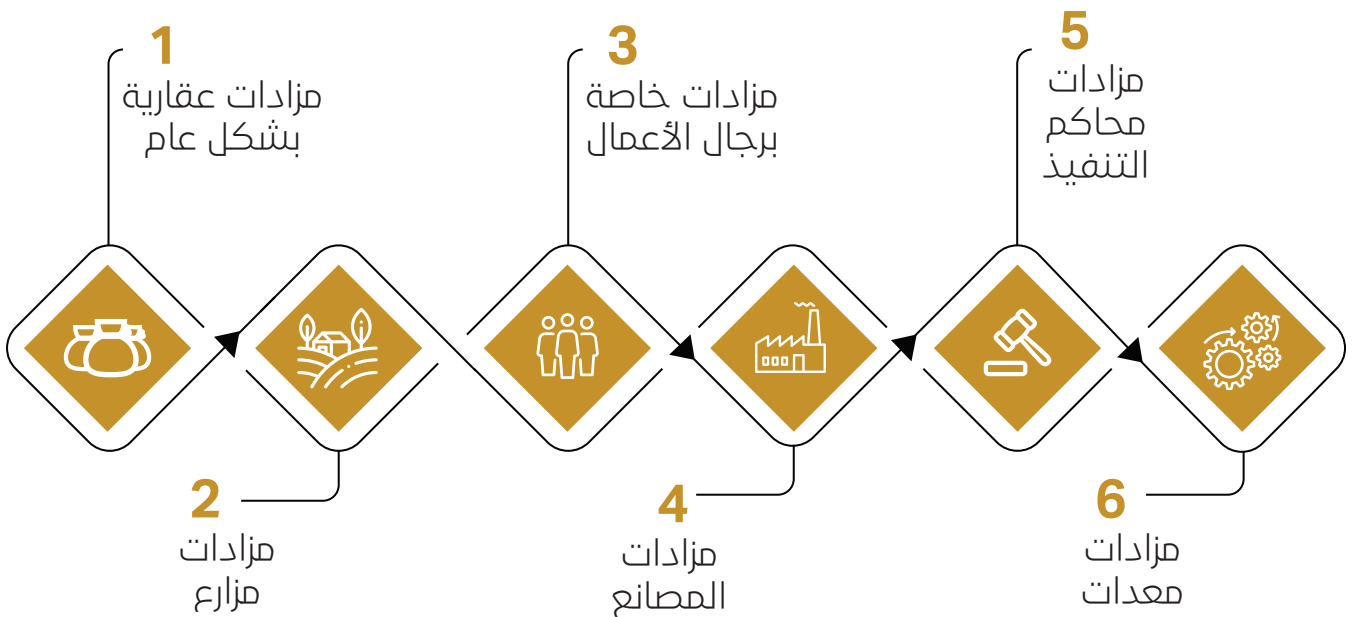 1
مزادات عقارية
بشكل عام
2
مزادات
مزارع
3
مزادات خاصة
برجال الأعمال
4
مزادات
المصانع
5
مزادات
محاكم
التنفيذ
6
مزادات
معدات